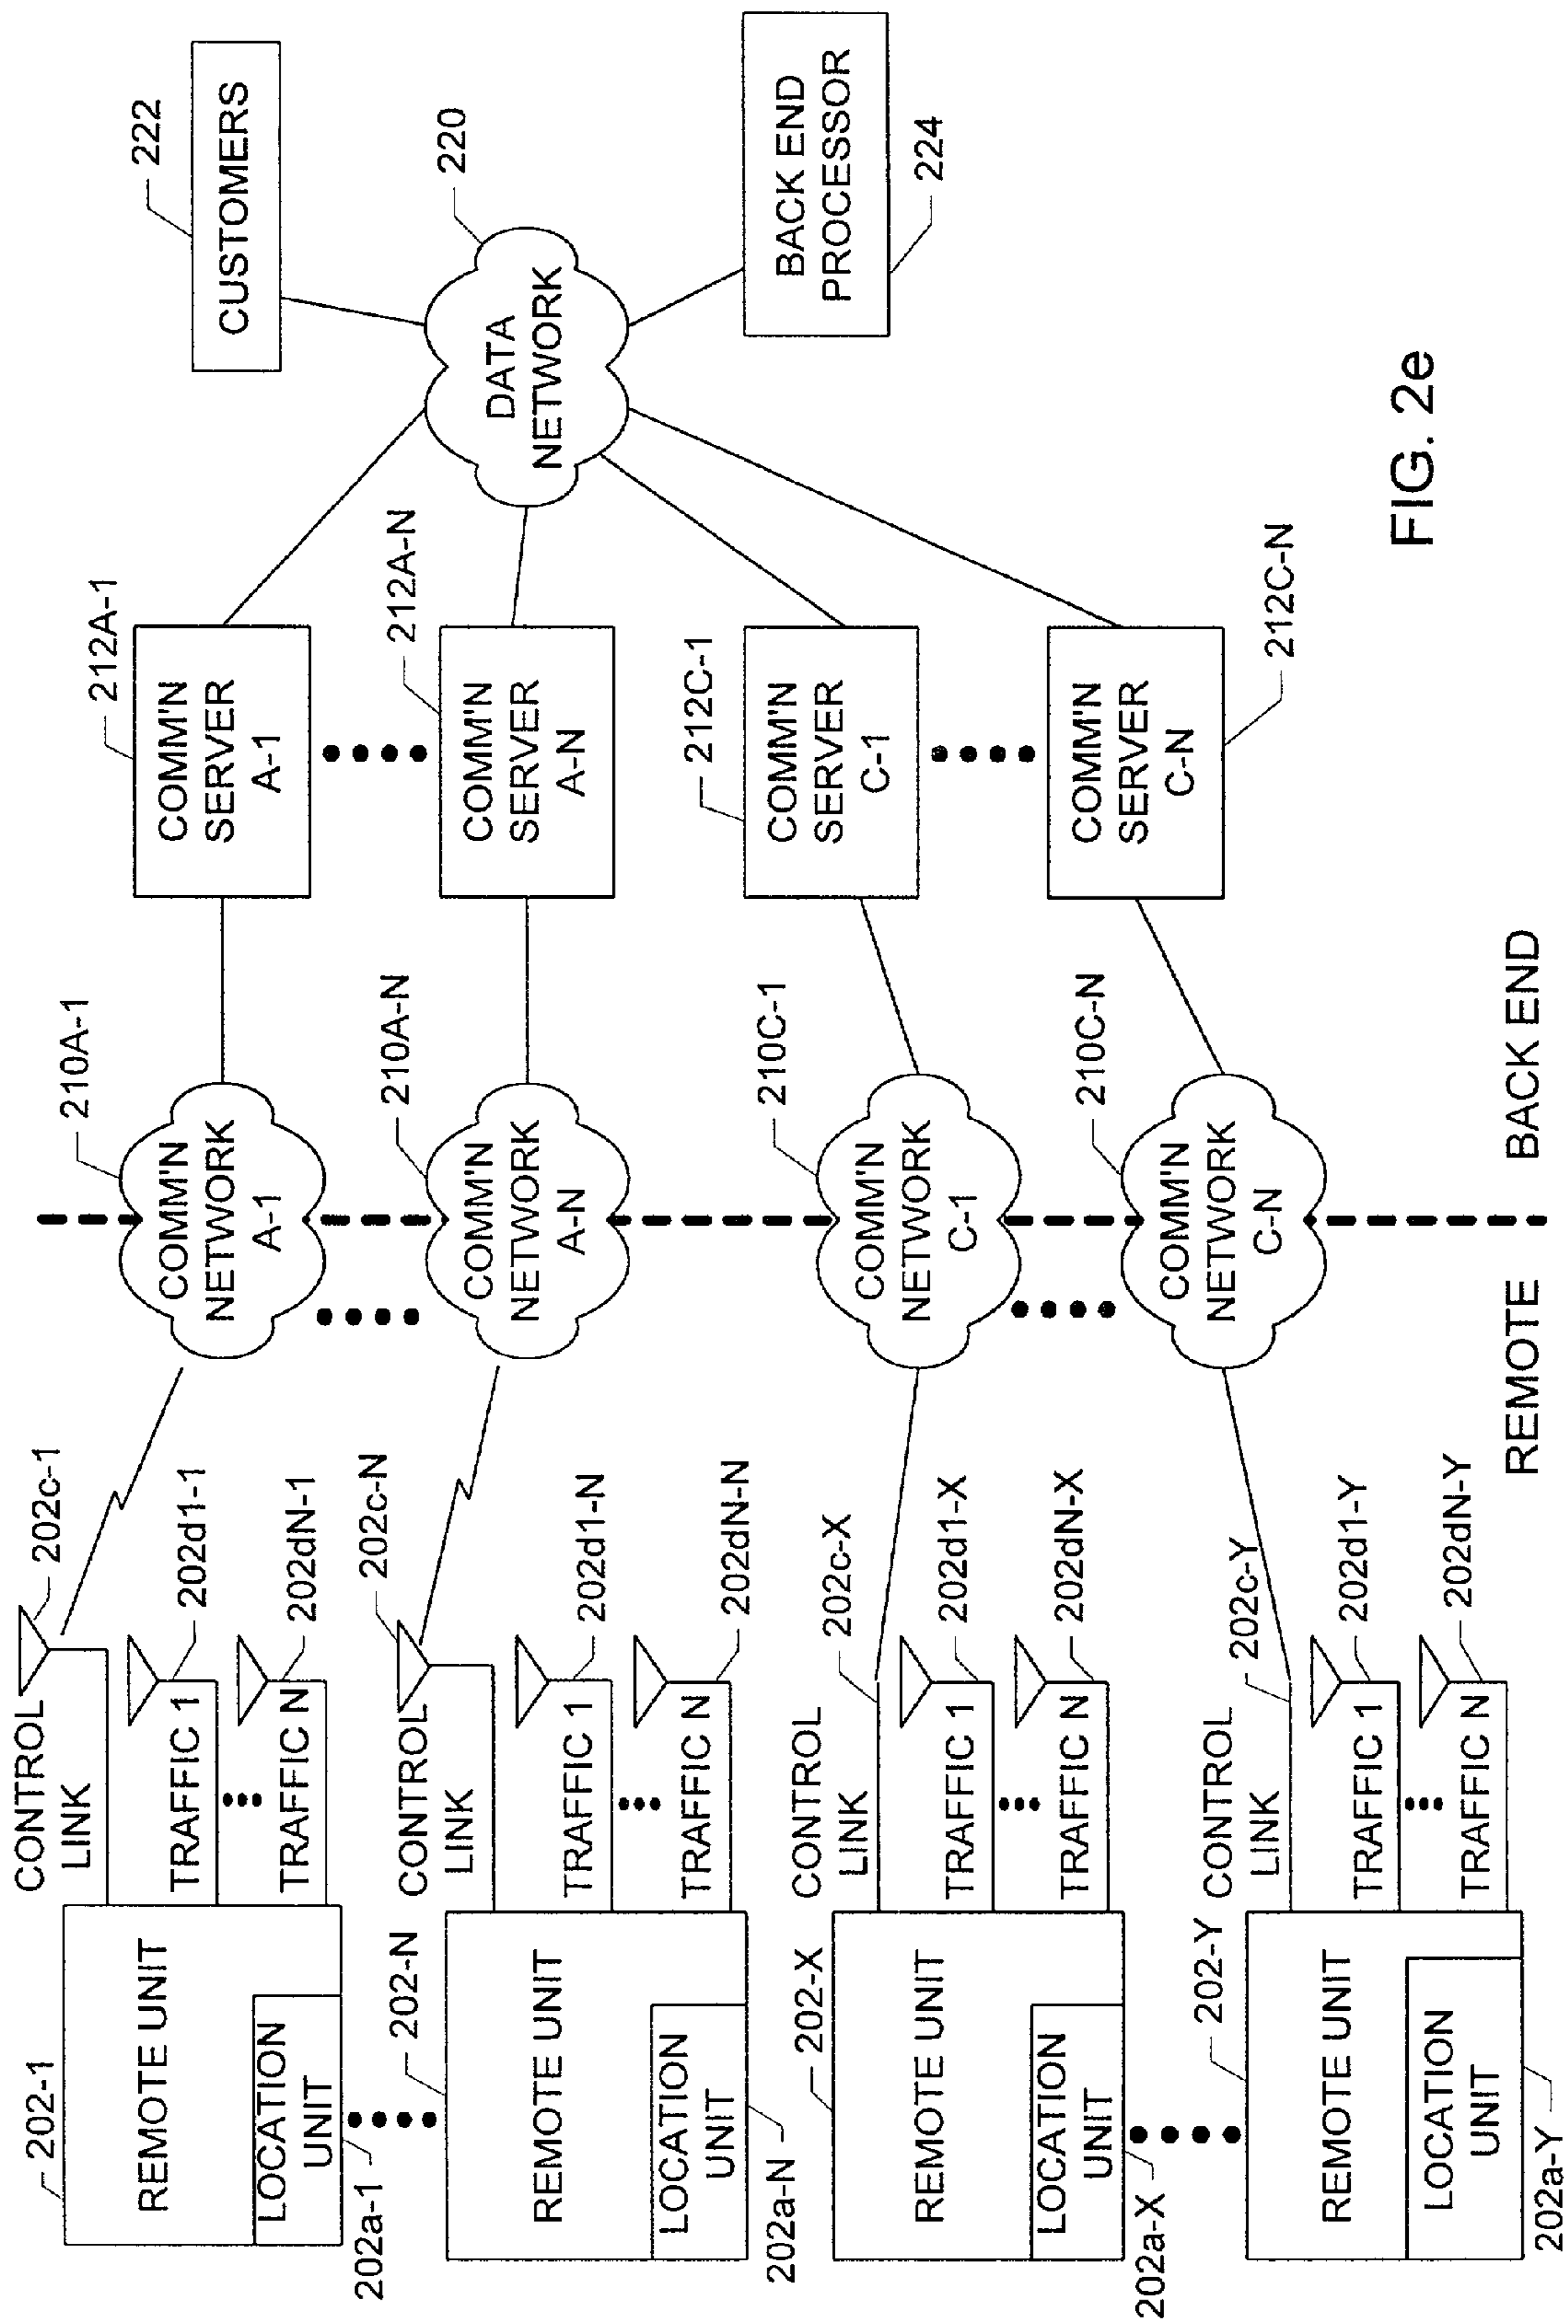 202-1
REMOTE UNIT
LOCATION
UNIT
202a-1
CONTROL
LINK
202c-1
TRAFFIC 1
202d1-1
TRAFFIC N
202dN-1
COMM'N
NETWORK
A-1
210A-1
COMM'N
SERVER
A-1
212A-1
CUSTOMERS
222
202-N
REMOTE UNIT
LOCATION
UNIT
202a-N
CONTROL
LINK
202c-N
TRAFFIC 1
202d1-N
TRAFFIC N
202dN-N
COMM'N
NETWORK
A-N
210A-N
COMM'N
SERVER
A-N
212A-N
DATA
NETWORK
220
202-X
REMOTE UNIT
LOCATION
UNIT
202a-X
CONTROL
LINK
202c-X
TRAFFIC 1
202d1-X
TRAFFIC N
202dN-X
COMM'N
NETWORK
C-1
210C-1
COMM'N
SERVER
C-1
212C-1
BACK END
PROCESSOR
224
202-Y
REMOTE UNIT
LOCATION
UNIT
202a-Y
CONTROL
LINK
202c-Y
TRAFFIC 1
202d1-Y
TRAFFIC N
202dN-Y
COMM'N
NETWORK
C-N
210C-N
COMM'N
SERVER
C-N
212C-N
REMOTE
BACK END
FIG. 2e